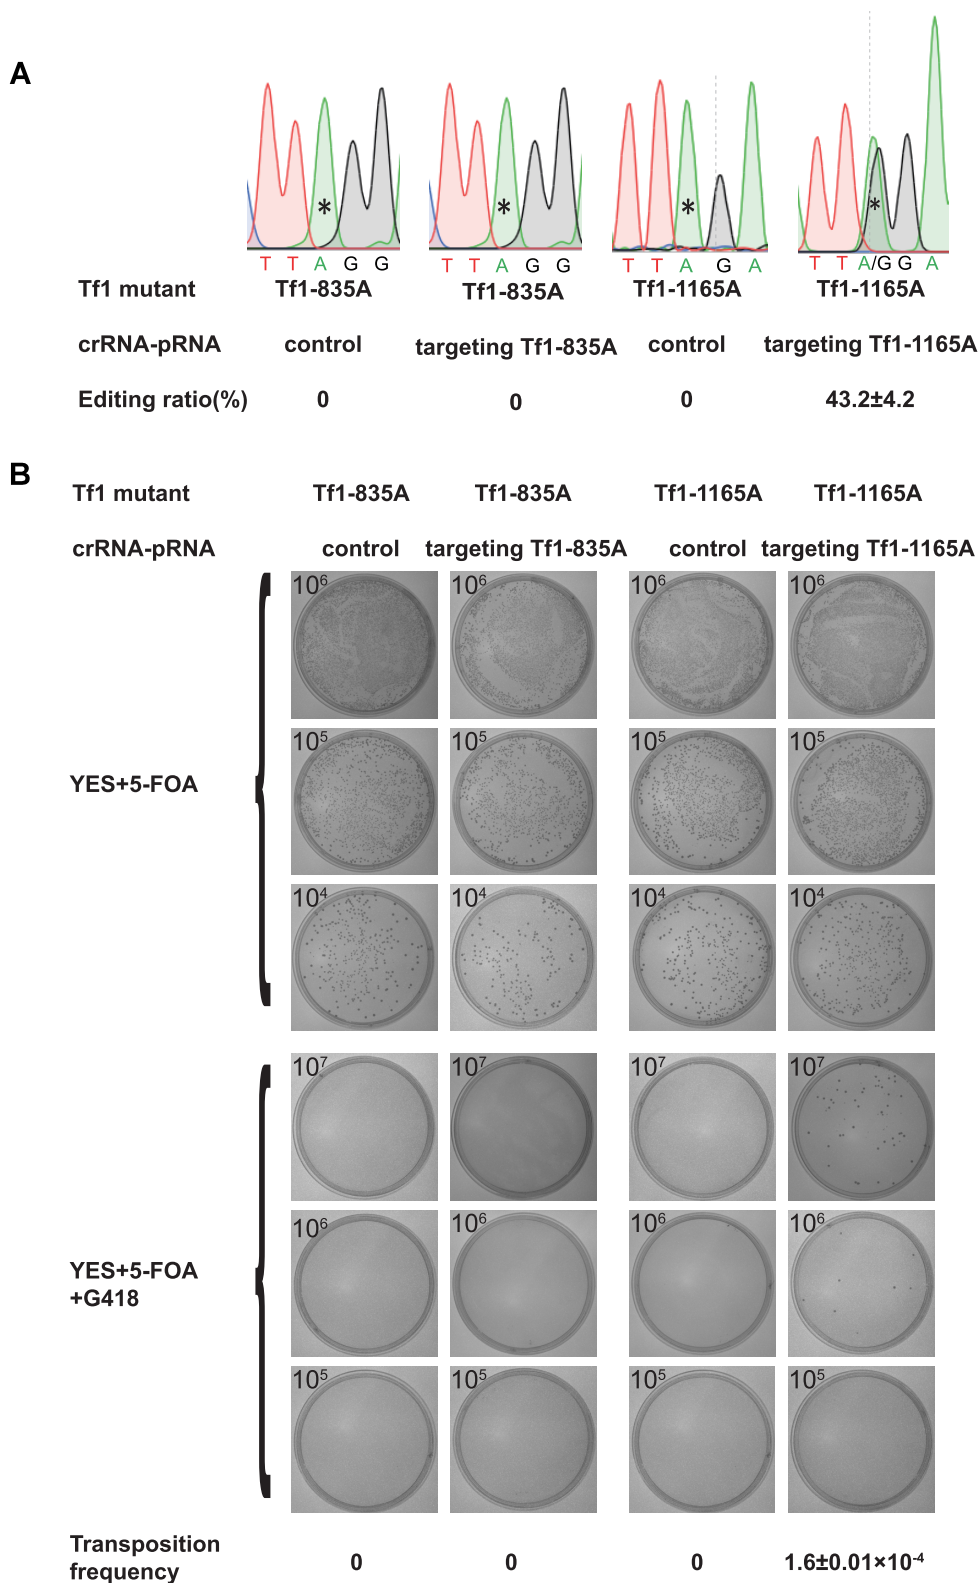 A
* * * *
T T A G G T T A G G T T A G A T T A/G G A
Tf1 mutant Tf1-835A Tf1-835A Tf1-1165A Tf1-1165A
crRNA-pRNA control targeting Tf1-835A control targeting Tf1-1165A
Editing ratio(%) 0 0 0 43.2±4.2
B
Tf1 mutant Tf1-835A Tf1-835A Tf1-1165A Tf1-1165A
crRNA-pRNA control targeting Tf1-835A control targeting Tf1-1165A
10⁶ 10⁶ 10⁶ 10⁶
10⁵ 10⁵ 10⁵ 10⁵
YES+5-FOA
10⁴ 10⁴ 10⁴ 10⁴
10⁷ 10⁷ 10⁷ 10⁷
10⁶ 10⁶ 10⁶ 10⁶
YES+5-FOA
+G418
10⁵ 10⁵ 10⁵ 10⁵
Transposition
frequency 0 0 0 1.6±0.01×10⁻⁴